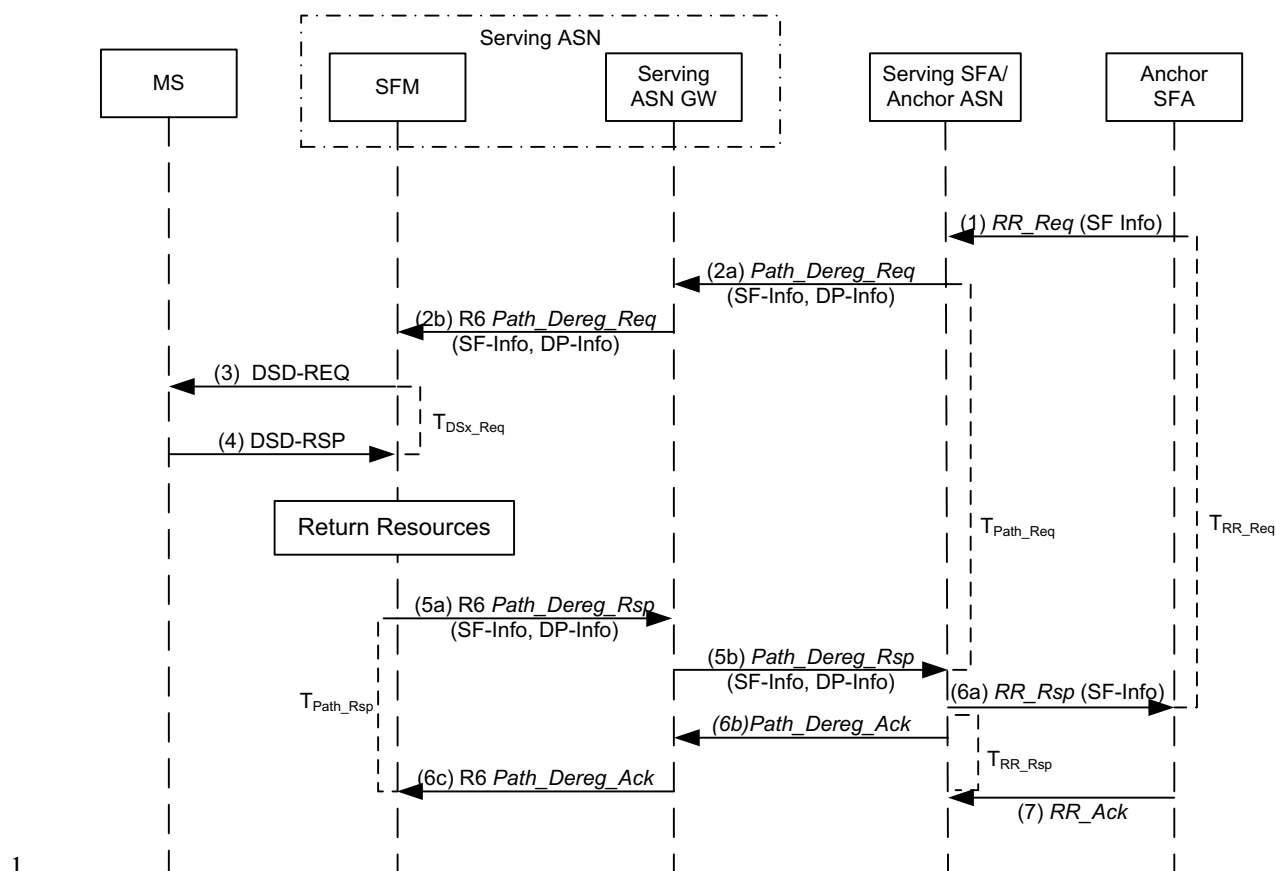 Serving ASN
MS
SFM
Serving
ASN GW
Serving SFA/
Anchor ASN
Anchor
SFA
(1) RR_Req (SF Info)
(2a) Path_Dereg_Req
(SF-Info, DP-Info)
(2b) R6 Path_Dereg_Req
(SF-Info, DP-Info)
(3) DSD-REQ
TDSx_Req
(4) DSD-RSP
Return Resources
TPath_Req
TRR_Req
(5a) R6 Path_Dereg_Rsp
(SF-Info, DP-Info)
(5b) Path_Dereg_Rsp
(SF-Info, DP-Info)
(6a) RR_Rsp (SF-Info)
TPath_Rsp
(6b)Path_Dereg_Ack
TRR_Rsp
(6c) R6 Path_Dereg_Ack
(7) RR_Ack
1